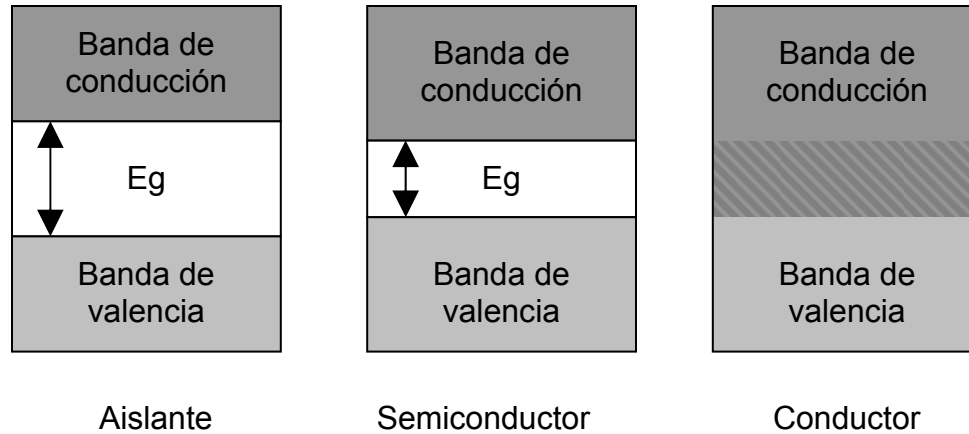 Banda de
conducción
Eg
Banda de
valencia
Aislante
Banda de
conducción
Eg
Banda de
valencia
Semiconductor
Banda de
conducción
Banda de
valencia
Conductor